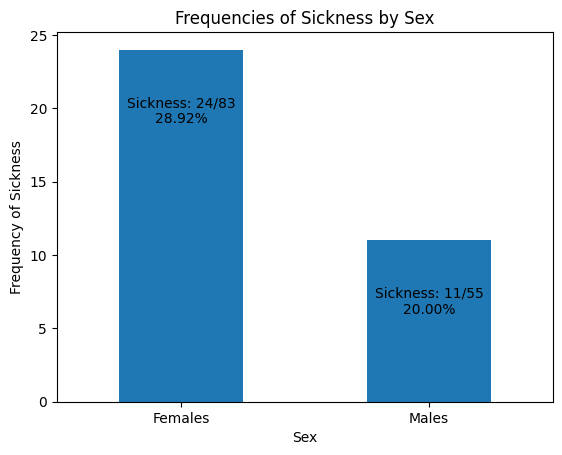 Frequencies of Sickness by Sex
Frequency of Sickness
25
20
15
10
5
0
Sickness: 24/83
28.92%
Sickness: 11/55
20.00%
Females
Males
Sex